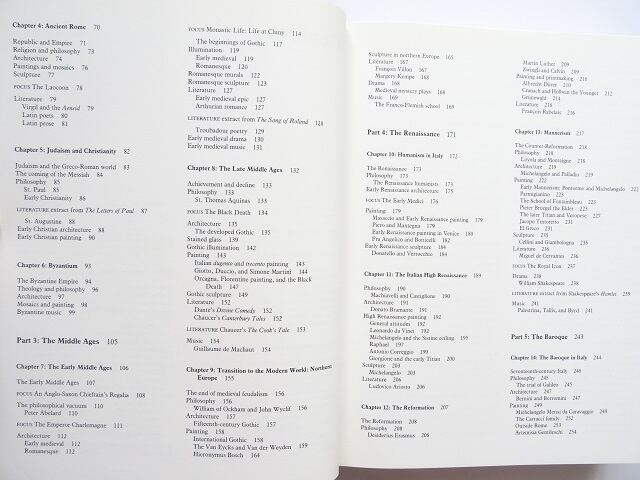 Chapter 4: Ancient Rome 70
Republic and Empire 71
Religion and philosophy 73
Architecture 74
Paintings and mosaics 76
Sculpture 77
FOCUS The Laocoon 78
Literature 79
Virgil and the Aeneid 79
Latin poets 80
Latin prose 81
Chapter 5: Judaism and Christianity 82
Judaism and the Greco-Roman world 83
The coming of the Messiah 84
Philosophy 85
St. Paul 85
Early Christianity 86
LITERATURE extract from The Letters of Paul 87
St. Augustine 88
Early Christian architecture 88
Early Christian painting 90
Chapter 6: Byzantium 93
The Byzantine Empire 94
Theology and philosophy 96
Architecture 97
Mosaics and painting 98
Byzantine music 99
Part 3: The Middle Ages 105
Chapter 7: The Early Middle Ages 106
The Early Middle Ages 107
FOCUS An Anglo-Saxon Chieftain's Regalia 108
The philosophical vacuum 110
Peter Abelard 110
FOCUS The Emperor Charlemagne 111
Architecture 112
Early medieval 112
Romanesque 112
FOCUS Monastic Life: Life at Cluny 114
The beginnings of Gothic 117
Illumination 119
Early medieval 119
Romanesque 120
Romanesque murals 122
Romanesque sculpture 123
Literature 127
Early medieval epic 127
Arthurian romance 127
LITERATURE extract from The Song of Roland 128
Troubadour poetry 129
Early medieval drama 130
Early medieval music 131
Chapter 8: The Late Middle Ages 132
Achievement and decline 133
Philosophy 133
St. Thomas Aquinas 133
FOCUS The Black Death 134
Architecture 135
The developed Gothic 135
Stained glass 139
Gothic illumination 142
Painting 143
Italian dugento and trecento painting 143
Giotto, Duccio, and Simone Martini 144
Orcagna, Florentine painting, and the Black
Death 147
Gothic sculpture 149
Literature 152
Dante's Divine Comedy 152
Chaucer's Canterbury Tales 152
LITERATURE Chaucer's The Cook's Tale 153
Music 154
Guillaume de Machaut 154
Chapter 9: Transition to the Modern World: Northern
Europe 155
The end of medieval feudalism 156
Philosophy 156
William of Ockham and John Wyclif 156
Architecture 157
Fifteenth-century Gothic 157
Painting 158
International Gothic 158
The Van Eycks and Van der Weyden 159
Hieronymus Bosch 164
Sculpture in northern Europe 165
Literature 167
François Villon 167
Margery Kempe 168
Drama 168
Medieval mystery plays 168
Music 169
The Franco-Flemish school 169
Part 4: The Renaissance 171
Chapter 10: Humanism in Italy 172
The Renaissance 173
Philosophy 173
The Renaissance humanists 173
Early Renaissance architecture 175
FOCUS The Early Medici 176
Painting 179
Masaccio and Early Renaissance painting 179
Piero and Mantegna 179
Early Renaissance painting in Venice 180
Fra Angelico and Botticelli 180
Early Renaissance sculpture 184
Donatello and Verrocchio 184
Chapter 11: The Italian High Renaissance 189
Philosophy 190
Machiavelli and Castiglione 190
Architecture 191
Donato Bramante 191
High Renaissance painting 192
General attitudes 192
Leonardo da Vinci 192
Michelangelo and the Sistine ceiling 195
Raphael 197
Antonio Correggio 199
Giorgione and the early Titian 200
Sculpture 203
Michelangelo 203
Literature 206
Ludovico Ariosto 206
Chapter 12: The Reformation 207
The Reformation 208
Philosophy 208
Desiderius Erasmus 208
Martin Luther 209
Zwingli and Calvin 209
Painting and printmaking 210
Albrecht Dürer 210
Cranach and Holbein the Younger 212
Grünewald 214
Literature 216
François Rabelais 216
Chapter 13: Mannerism 217
The Counter-Reformation 218
Philosophy 218
Loyola and Montaigne 218
Architecture 219
Michelangelo and Palladio 219
Painting 222
Early Mannerism: Pontormo and Michelangelo 222
Parmigianino 223
The School of Fontainebleau 223
Pieter Bruegel the Elder 223
The later Titian and Veronese 227
Jacopo Tintoretto 231
El Greco 231
Sculpture 235
Cellini and Giambologna 235
Literature 236
Miguel de Cervantes 236
FOCUS The Royal Icon 237
Drama 238
William Shakespeare 238
LITERATURE extract from Shakespeare's Hamlet 239
Music 241
Palestrina, Tallis, and Byrd 241
Part 5: The Baroque 243
Chapter 14: The Baroque in Italy 244
Seventeenth-century Italy 245
Philosophy 245
The trial of Galileo 245
Architecture 247
Bernini and Borromini 247
Painting 249
Michelangelo Merisi da Caravaggio 249
The Carracci family 251
Outside Rome 253
Artemisia Gentileschi 254